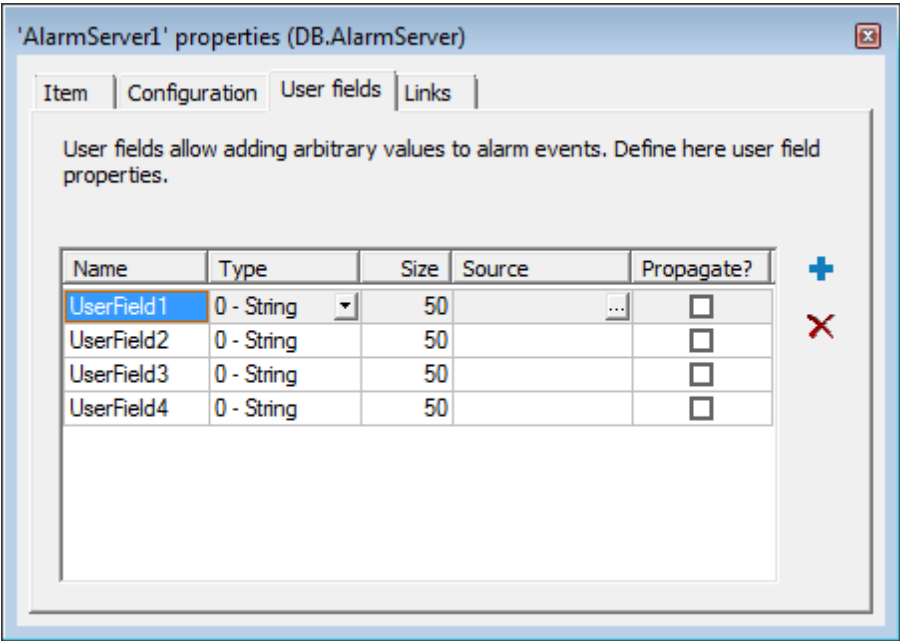 'AlarmServer1' properties (DB.AlarmServer)
Item Configuration User fields Links
User fields allow adding arbitrary values to alarm events. Define here user field
properties.
Name Type Size Source Propagate?
UserField1 0 - String 50 ...
UserField2 0 - String 50
UserField3 0 - String 50
UserField4 0 - String 50